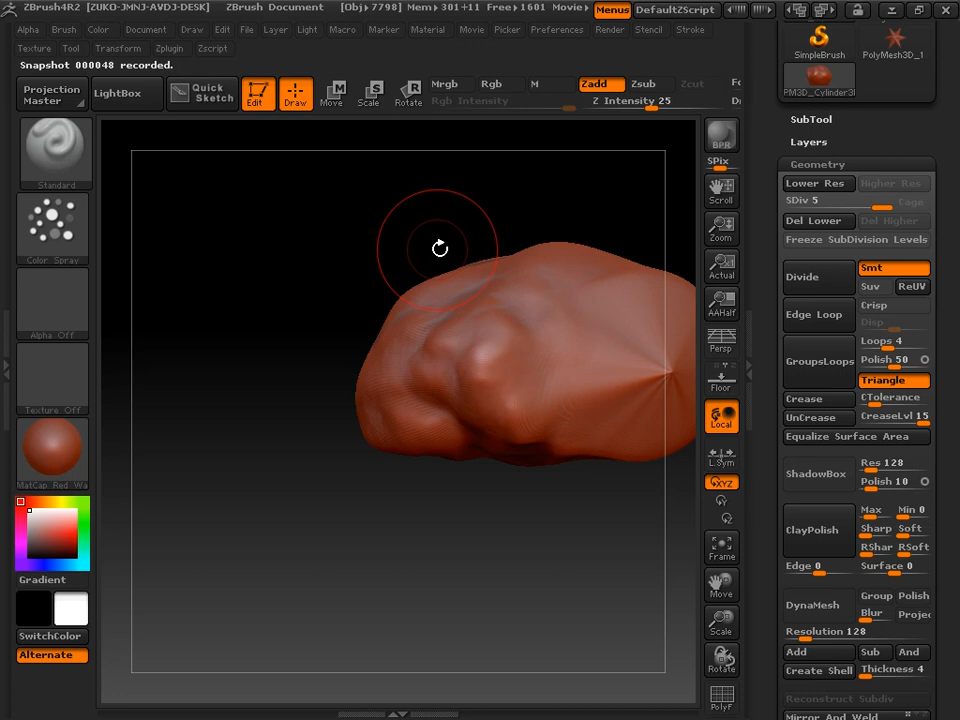 ZBrush4R2 [ZUKO-JMNJ-AVDJ-DESK] ZBrush Document [Obj▸7798] Mem▸301+11 Free▸1601 Movie▸ Menus DefaultZScript
Alpha Brush Color Document Draw Edit File Layer Light Macro Marker Material Movie Picker Preferences Render Stencil Stroke
Texture Tool Transform Zplugin Zscript
Snapshot 000048 recorded.
Projection Master
LightBox
Quick Sketch
Edit Draw Move Scale Rotate
Mrgb Rgb M Zadd Zsub Zcut
Rgb Intensity Z Intensity 25
Standard
Color Spray
Alpha Off
Texture Off
MatCap Red Wa
Gradient
SwitchColor
Alternate
BPR
SPix
Scroll
Zoom
Actual
AAHalf
Persp
Floor
Local
L.Sym
XYZ
Frame
Move
Scale
Rotate
PolyF
SimpleBrush PolyMesh3D_1
PM3D_Cylinder3I
SubTool
Layers
Geometry
Lower Res Higher Res
SDiv 5 Cage
Del Lower Del Higher
Freeze SubDivision Levels
Divide Smt
Suv ReUV
Edge Loop Crisp
Disp
GroupsLoops Loops 4
Polish 50
Triangle
Crease CTolerance
UnCrease CreaseLvl 15
Equalize Surface Area
ShadowBox Res 128
Polish 10
ClayPolish Max Min 0
Sharp Soft
RShar RSoft
Edge 0 Surface 0
DynaMesh Group Polish
Blur Projec
Resolution 128
Add Sub And
Create Shell Thickness 4
Reconstruct Subdiv
Mirror And Weld